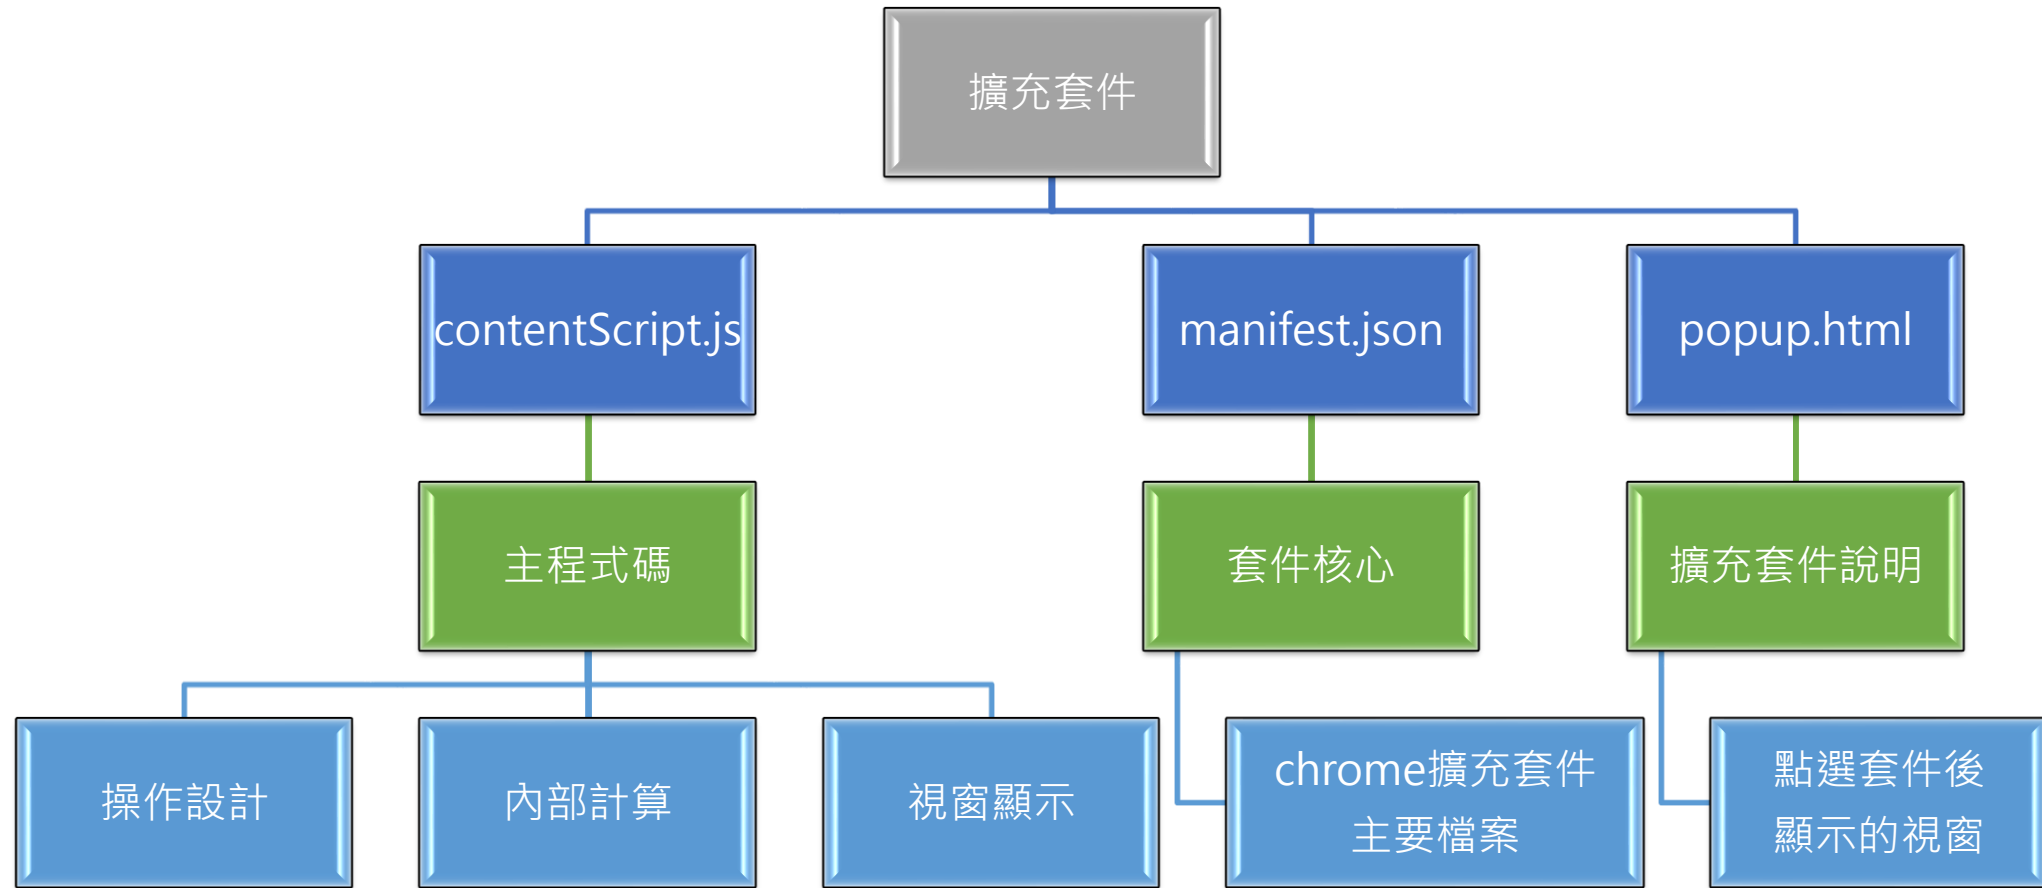 擴充套件
contentScript.js
manifest.json
popup.html
主程式碼
套件核心
擴充套件說明
操作設計
內部計算
視窗顯示
chrome擴充套件
主要檔案
點選套件後
顯示的視窗